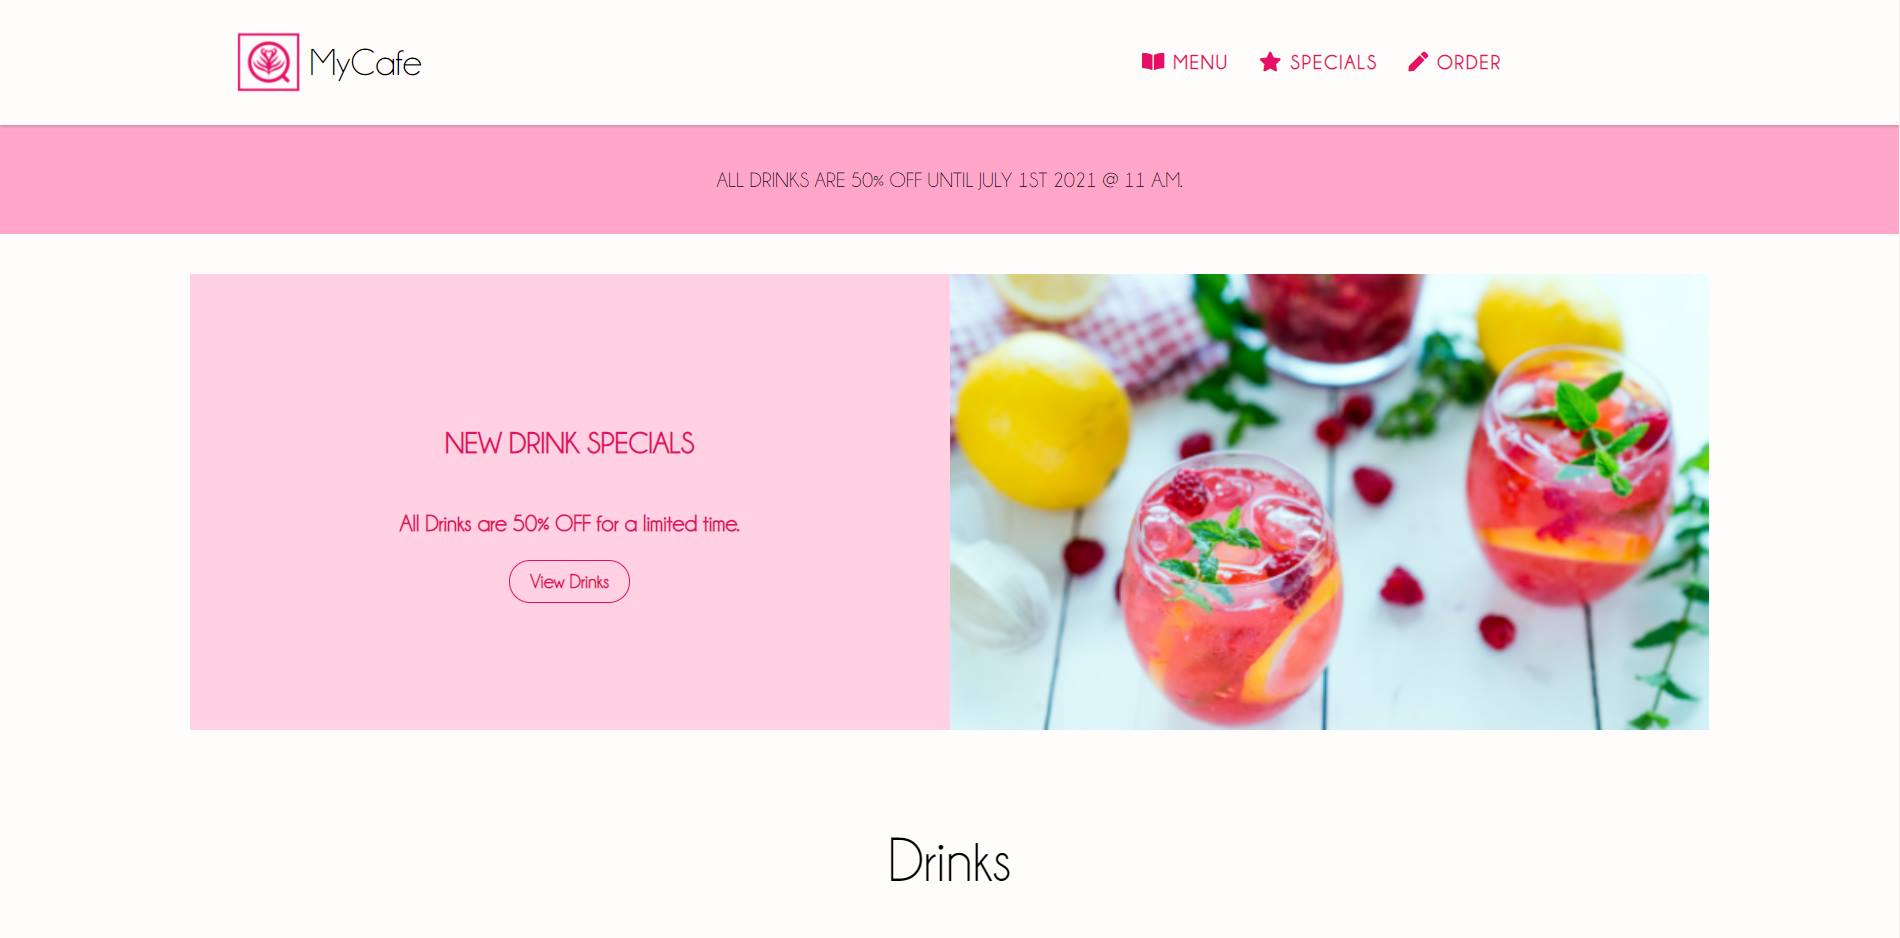 MyCafe
MENU
SPECIALS
ORDER
ALL DRINKS ARE 50% OFF UNTIL JULY 1ST 2021 @ 11 A.M.
NEW DRINK SPECIALS
All Drinks are 50% OFF for a limited time.
View Drinks
Drinks